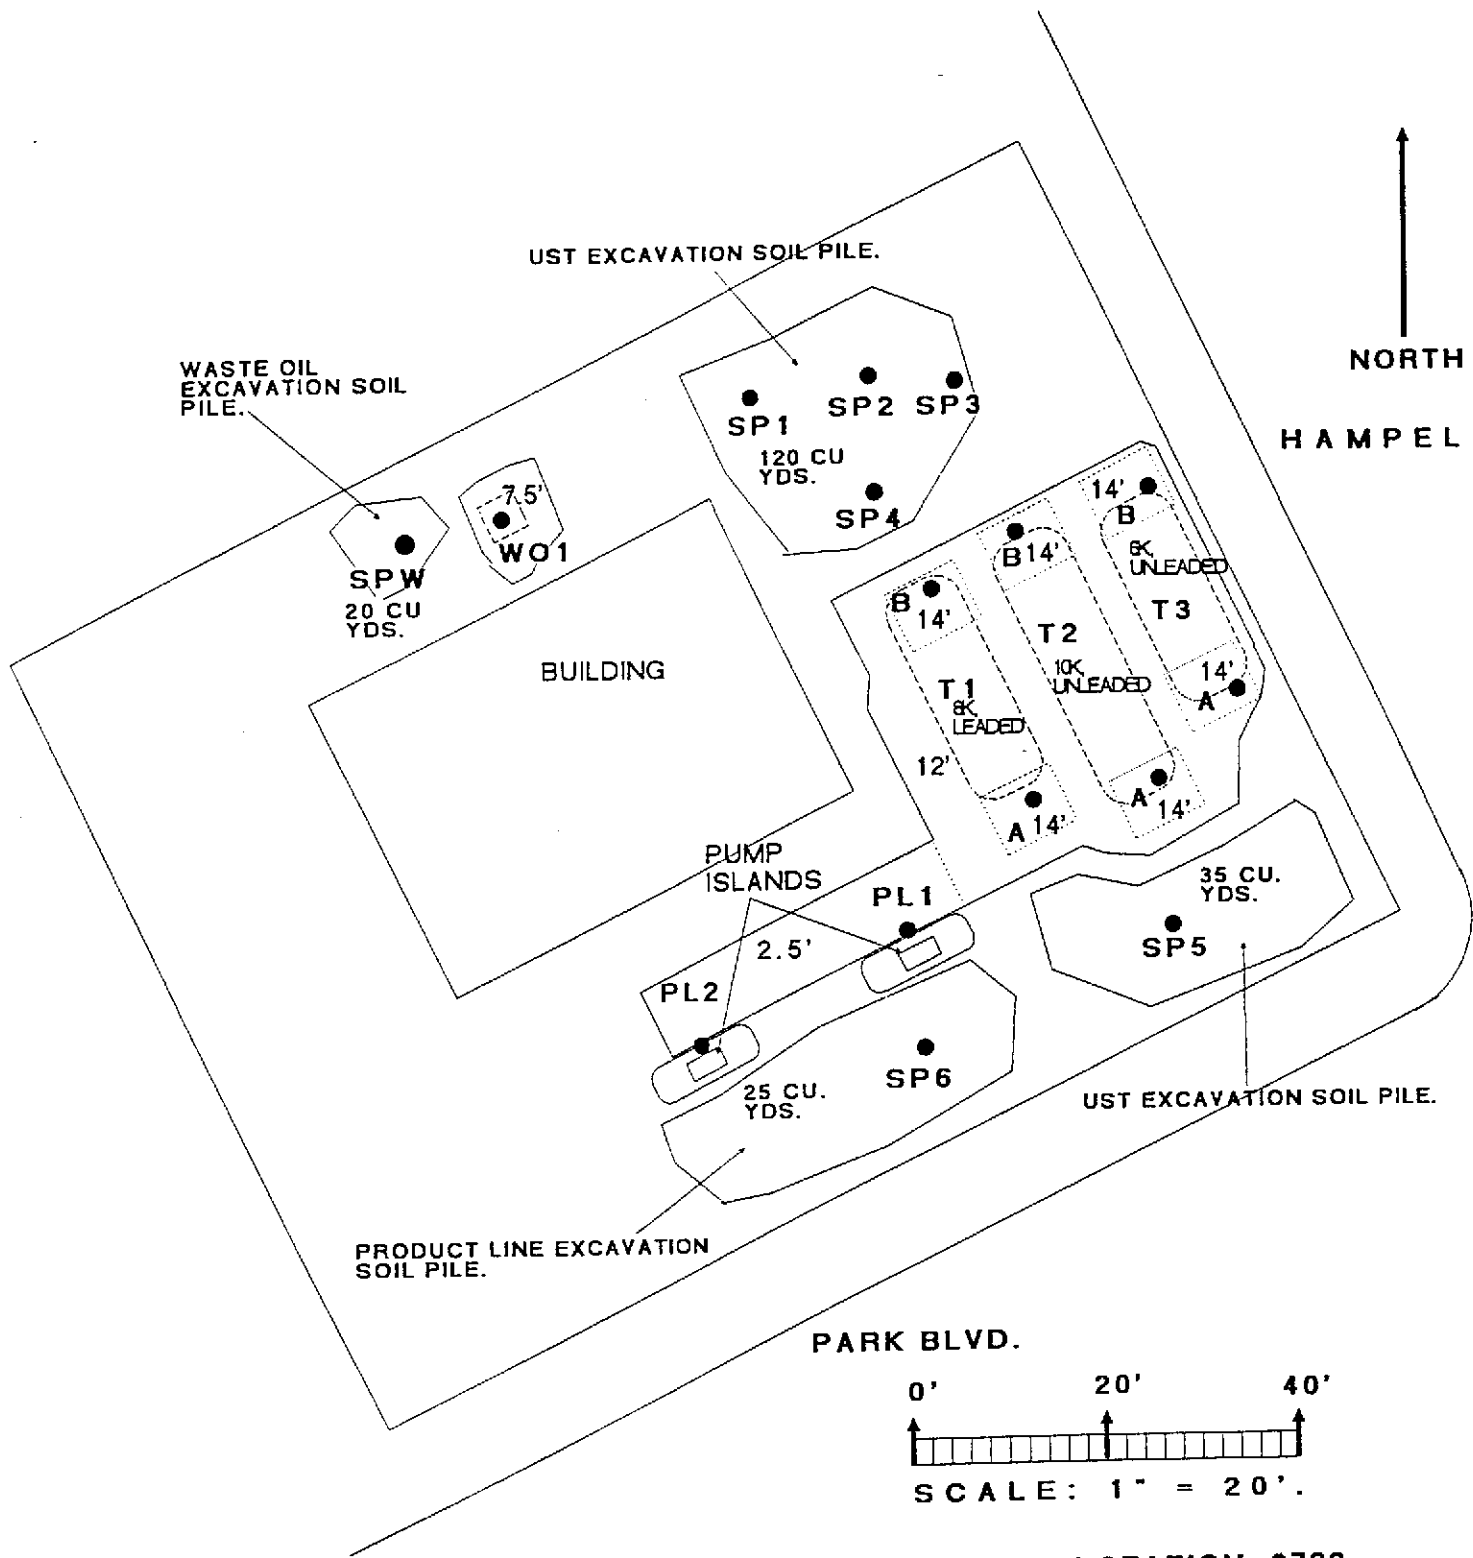 UST EXCAVATION SOIL PILE.
NORTH
HAMPEL
WASTE OIL
EXCAVATION SOIL
PILE.
SP1
SP2
SP3
120 CU
YDS.
SP4
7.5'
WO1
SPW
20 CU
YDS.
BUILDING
14'
B
6K,
UNLEADED
T3
14'
A
B 14'
T2
10K,
UNLEADED
A
14'
B
14'
T1
8K,
LEADED
12'
A 14'
PUMP
ISLANDS
PL1
2.5'
PL2
35 CU.
YDS.
SP5
SP6
25 CU.
YDS.
UST EXCAVATION SOIL PILE.
PRODUCT LINE EXCAVATION
SOIL PILE.
PARK BLVD.
0' 20' 40'
SCALE: 1" = 20'.